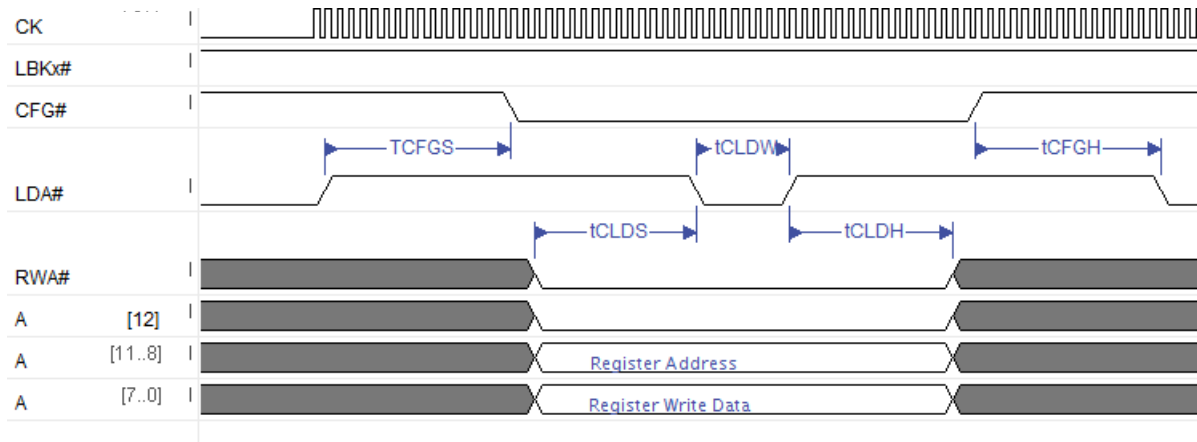 CK
LBKx#
CFG#
TCFGS tCLDW tCFGH
LDA#
tCLDS tCLDH
RWA#
A [12]
A [11..8] Register Address
A [7..0] Register Write Data